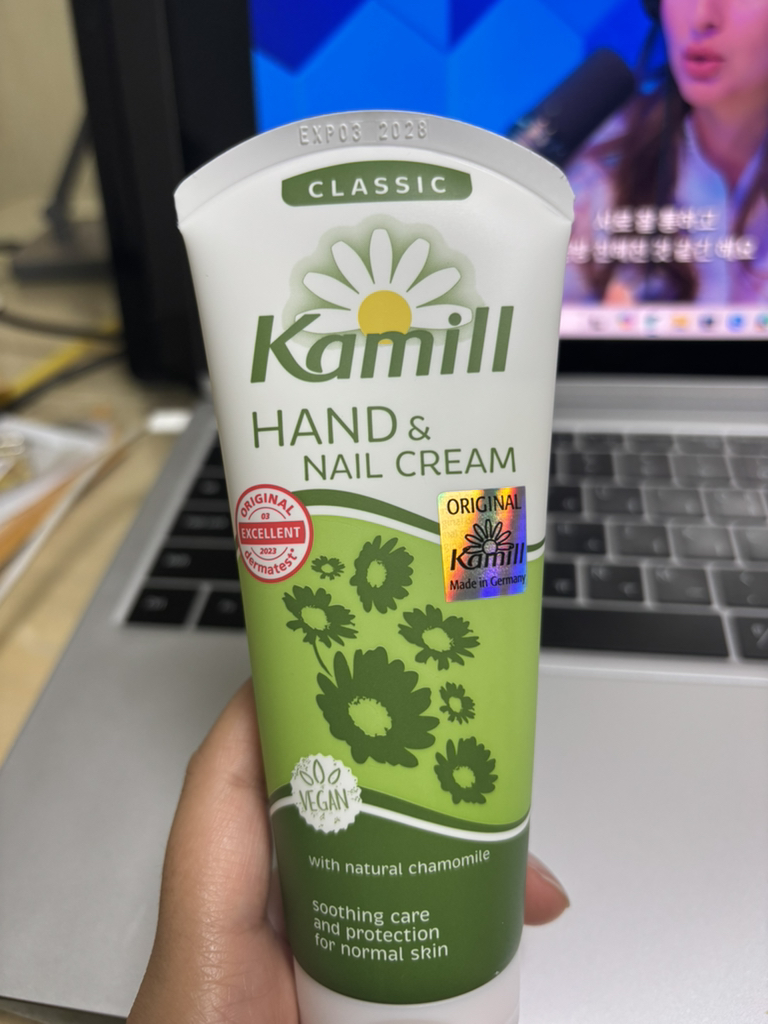 EXP03 2028
CLASSIC
Kamill
HAND &
NAIL CREAM
ORIGINAL
03
EXCELLENT
2023
dermatest®
ORIGINAL
Kamill
Made in Germany
VEGAN
with natural chamomile
soothing care
and protection
for normal skin